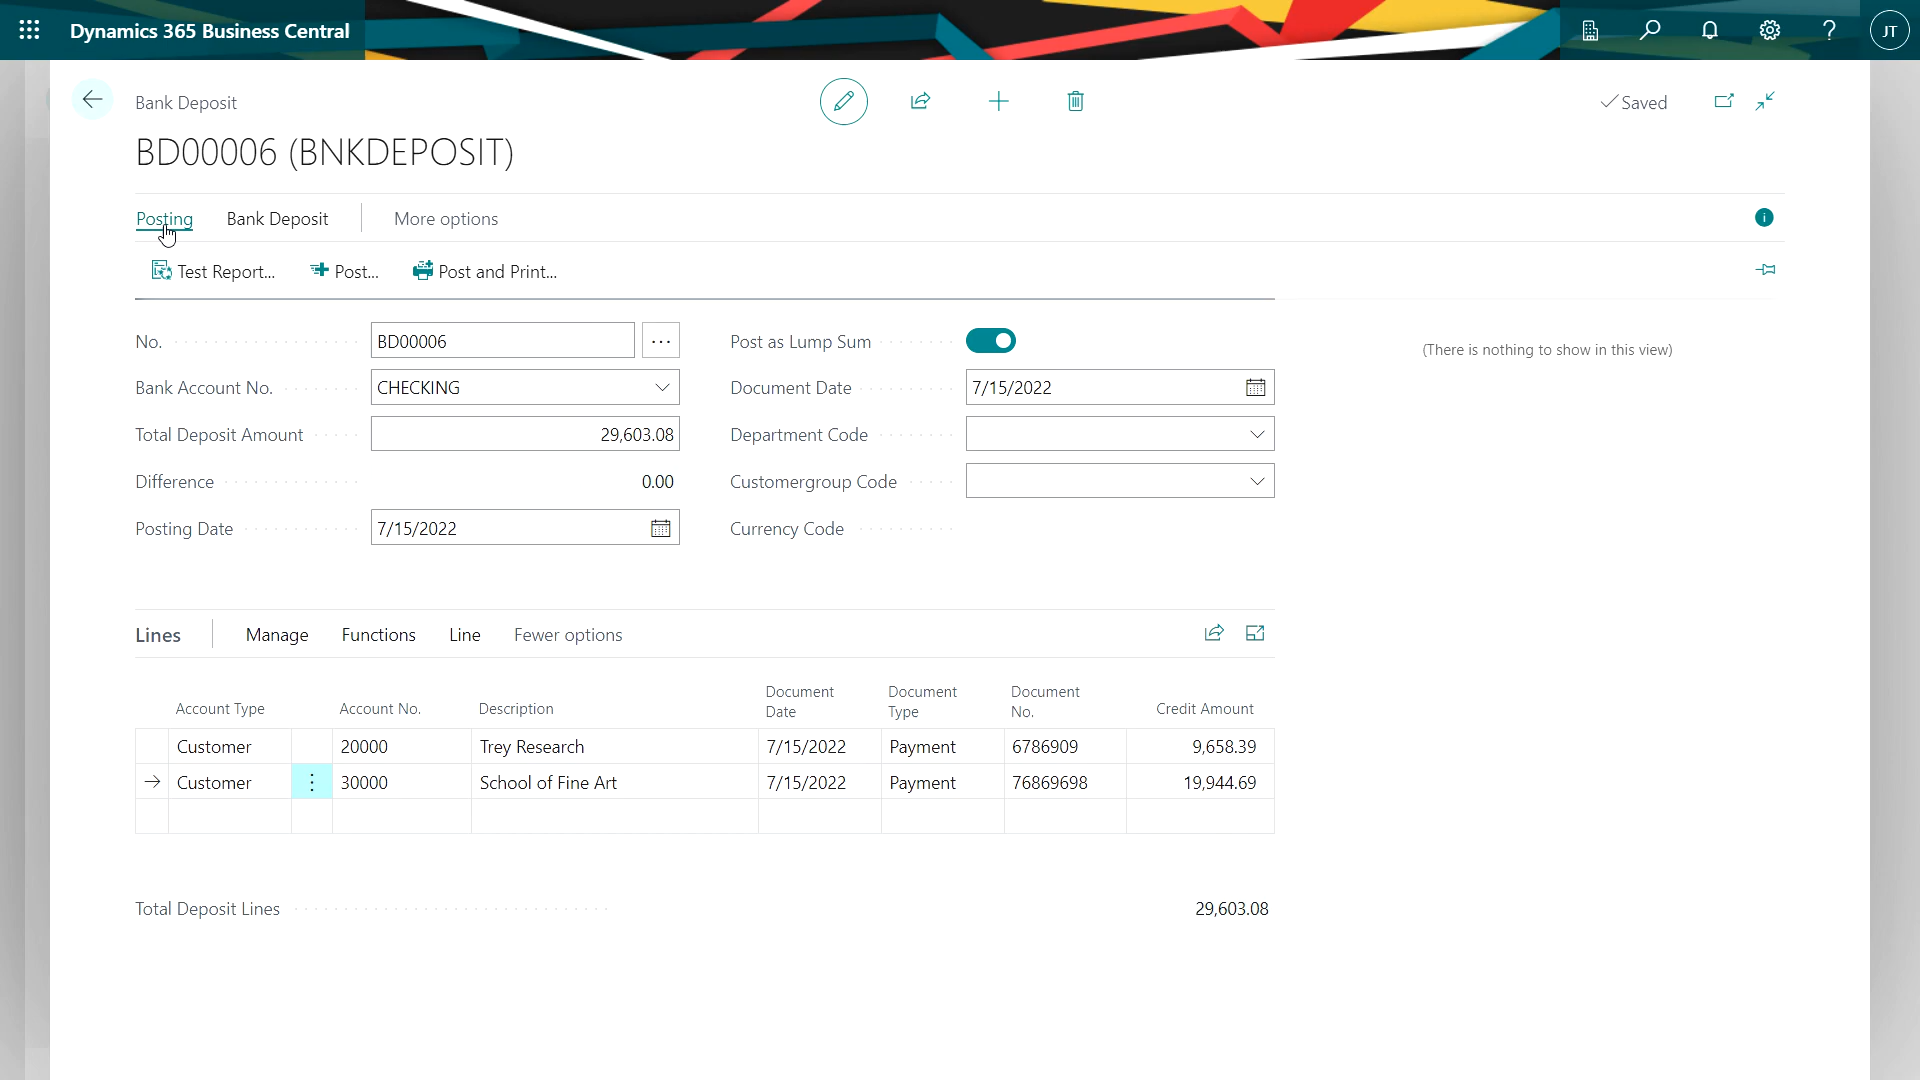 Dynamics 365 Business Central
JT
Bank Deposit
Saved
BD00006 (BNKDEPOSIT)
Posting Bank Deposit More options
Test Report... Post... Post and Print...
No. BD00006
Post as Lump Sum
(There is nothing to show in this view)
Bank Account No. CHECKING
Document Date 7/15/2022
Total Deposit Amount 29,603.08
Department Code
Difference 0.00
Customergroup Code
Posting Date 7/15/2022
Currency Code
Lines Manage Functions Line Fewer options
Account Type Account No. Description Document Date Document Type Document No. Credit Amount
Customer 20000 Trey Research 7/15/2022 Payment 6786909 9,658.39
Customer 30000 School of Fine Art 7/15/2022 Payment 76869698 19,944.69
Total Deposit Lines 29,603.08